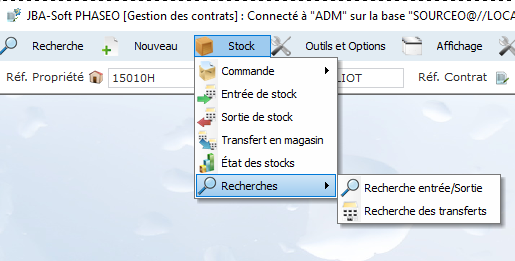 JBA-Soft PHASEO [Gestion des contrats] : Connecté à "ADM" sur la base "SOURCEO@//LOCA
Recherche Nouveau Stock Outils et Options Affichage
Réf. Propriété 15010H LIOT Réf. Contrat
Commande
Entrée de stock
Sortie de stock
Transfert en magasin
État des stocks
Recherches
Recherche entrée/Sortie
Recherche des transferts